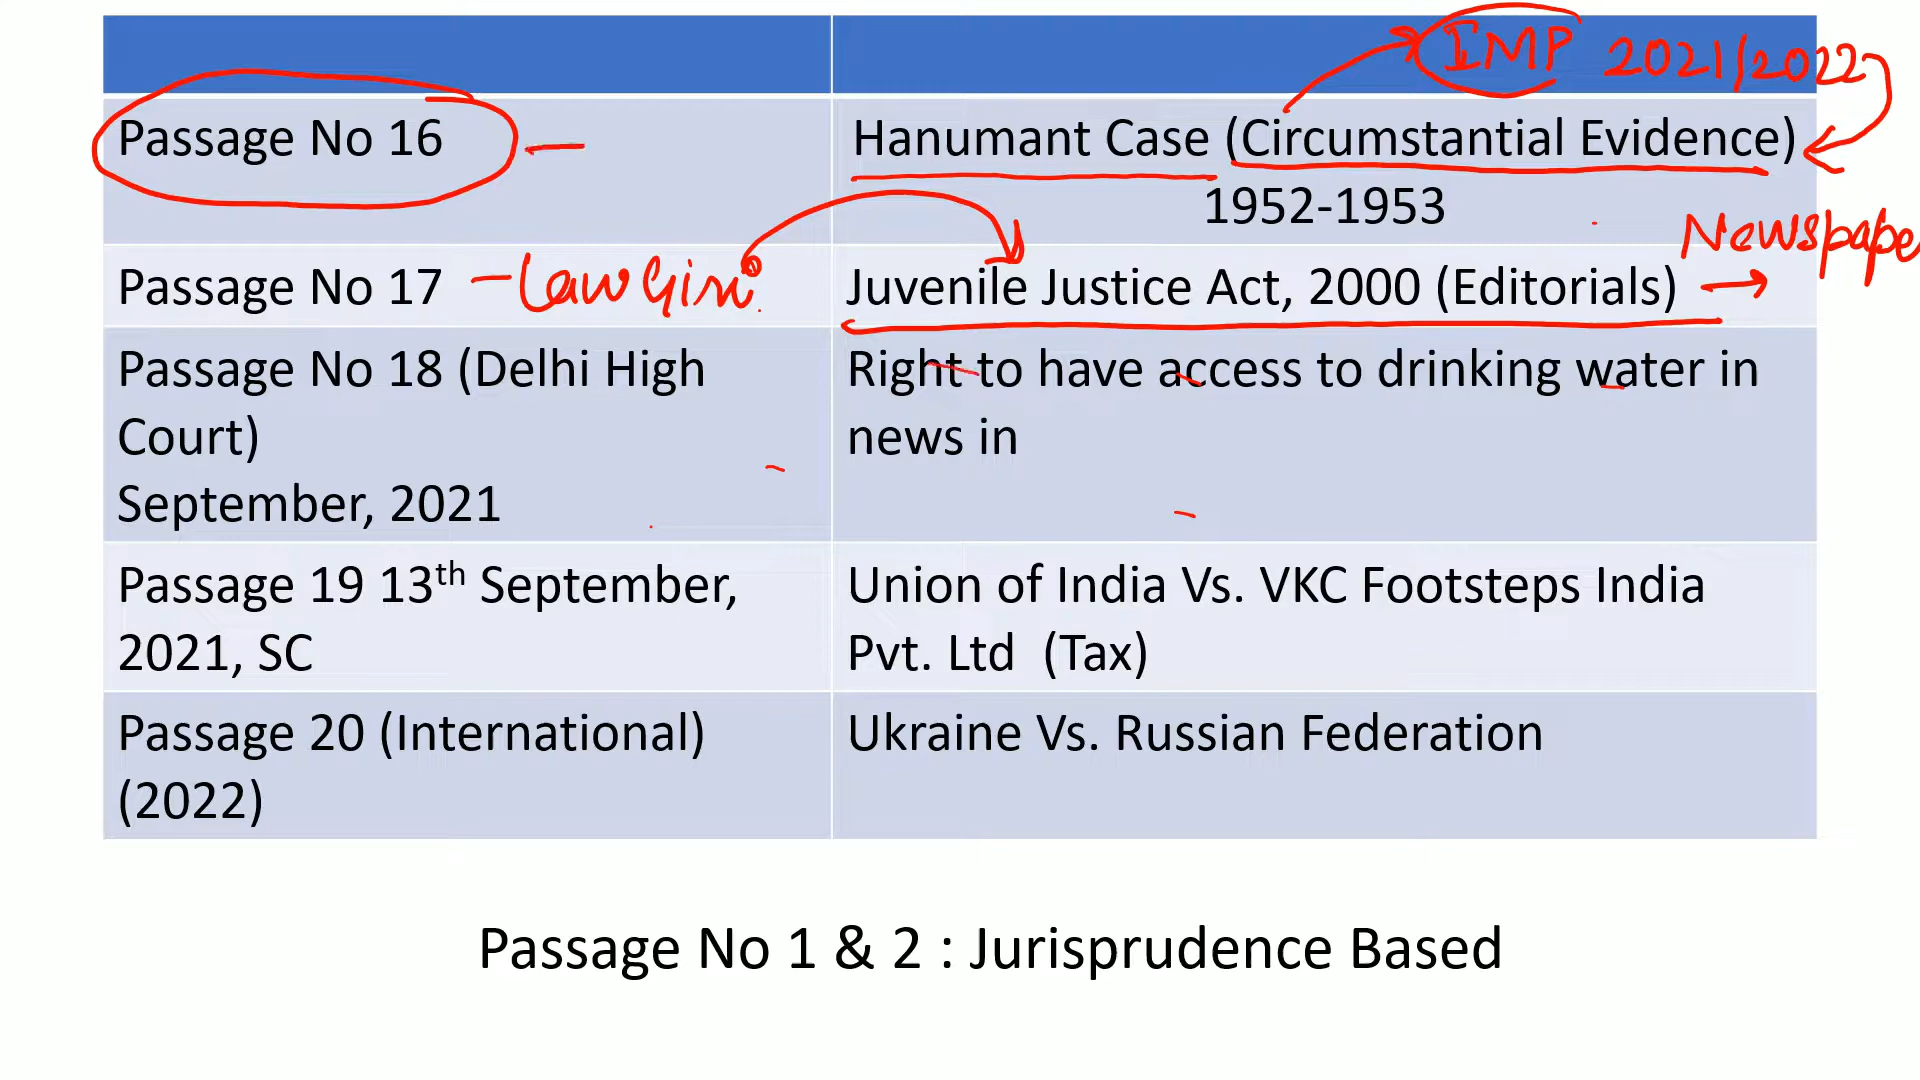 IMP 2021/2022
Passage No 16
Hanumant Case (Circumstantial Evidence)
1952-1953
Newspape
Passage No 17
Juvenile Justice Act, 2000 (Editorials)
Passage No 18 (Delhi High
Court)
September, 2021
Right to have access to drinking water in
news in
Passage 19 13th September,
2021, SC
Union of India Vs. VKC Footsteps India
Pvt. Ltd (Tax)
Passage 20 (International)
(2022)
Ukraine Vs. Russian Federation
Passage No 1 & 2 : Jurisprudence Based